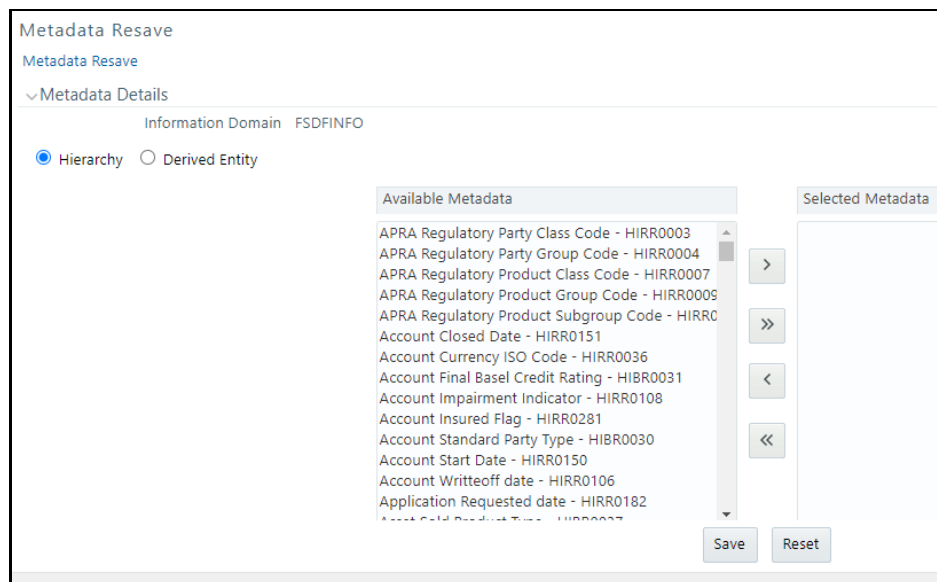 Metadata Resave
Metadata Resave
Metadata Details
Information Domain FSDFINFO
Hierarchy Derived Entity
Available Metadata Selected Metadata
APRA Regulatory Party Class Code - HIRR0003
APRA Regulatory Party Group Code - HIRR0004
APRA Regulatory Product Class Code - HIRR0007
APRA Regulatory Product Group Code - HIRR0009
APRA Regulatory Product Subgroup Code - HIRR0
Account Closed Date - HIRR0151
Account Currency ISO Code - HIRR0036
Account Final Basel Credit Rating - HIBR0031
Account Impairment Indicator - HIRR0108
Account Insured Flag - HIRR0281
Account Standard Party Type - HIBR0030
Account Start Date - HIRR0150
Account Writteoff date - HIRR0106
Application Requested date - HIRR0182
Save Reset